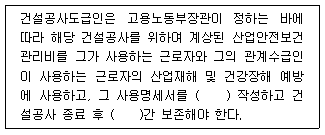 건설공사도급인은 고용노동부장관이 정하는 바에
따라 해당 건설공사를 위하여 계상된 산업안전보건
관리비를 그가 사용하는 근로자와 그의 관계수급인
이 사용하는 근로자의 산업재해 및 건강장해 예방
에 사용하고, 그 사용명세서를 (    ) 작성하고 건
설공사 종료 후 (    )간 보존해야 한다.